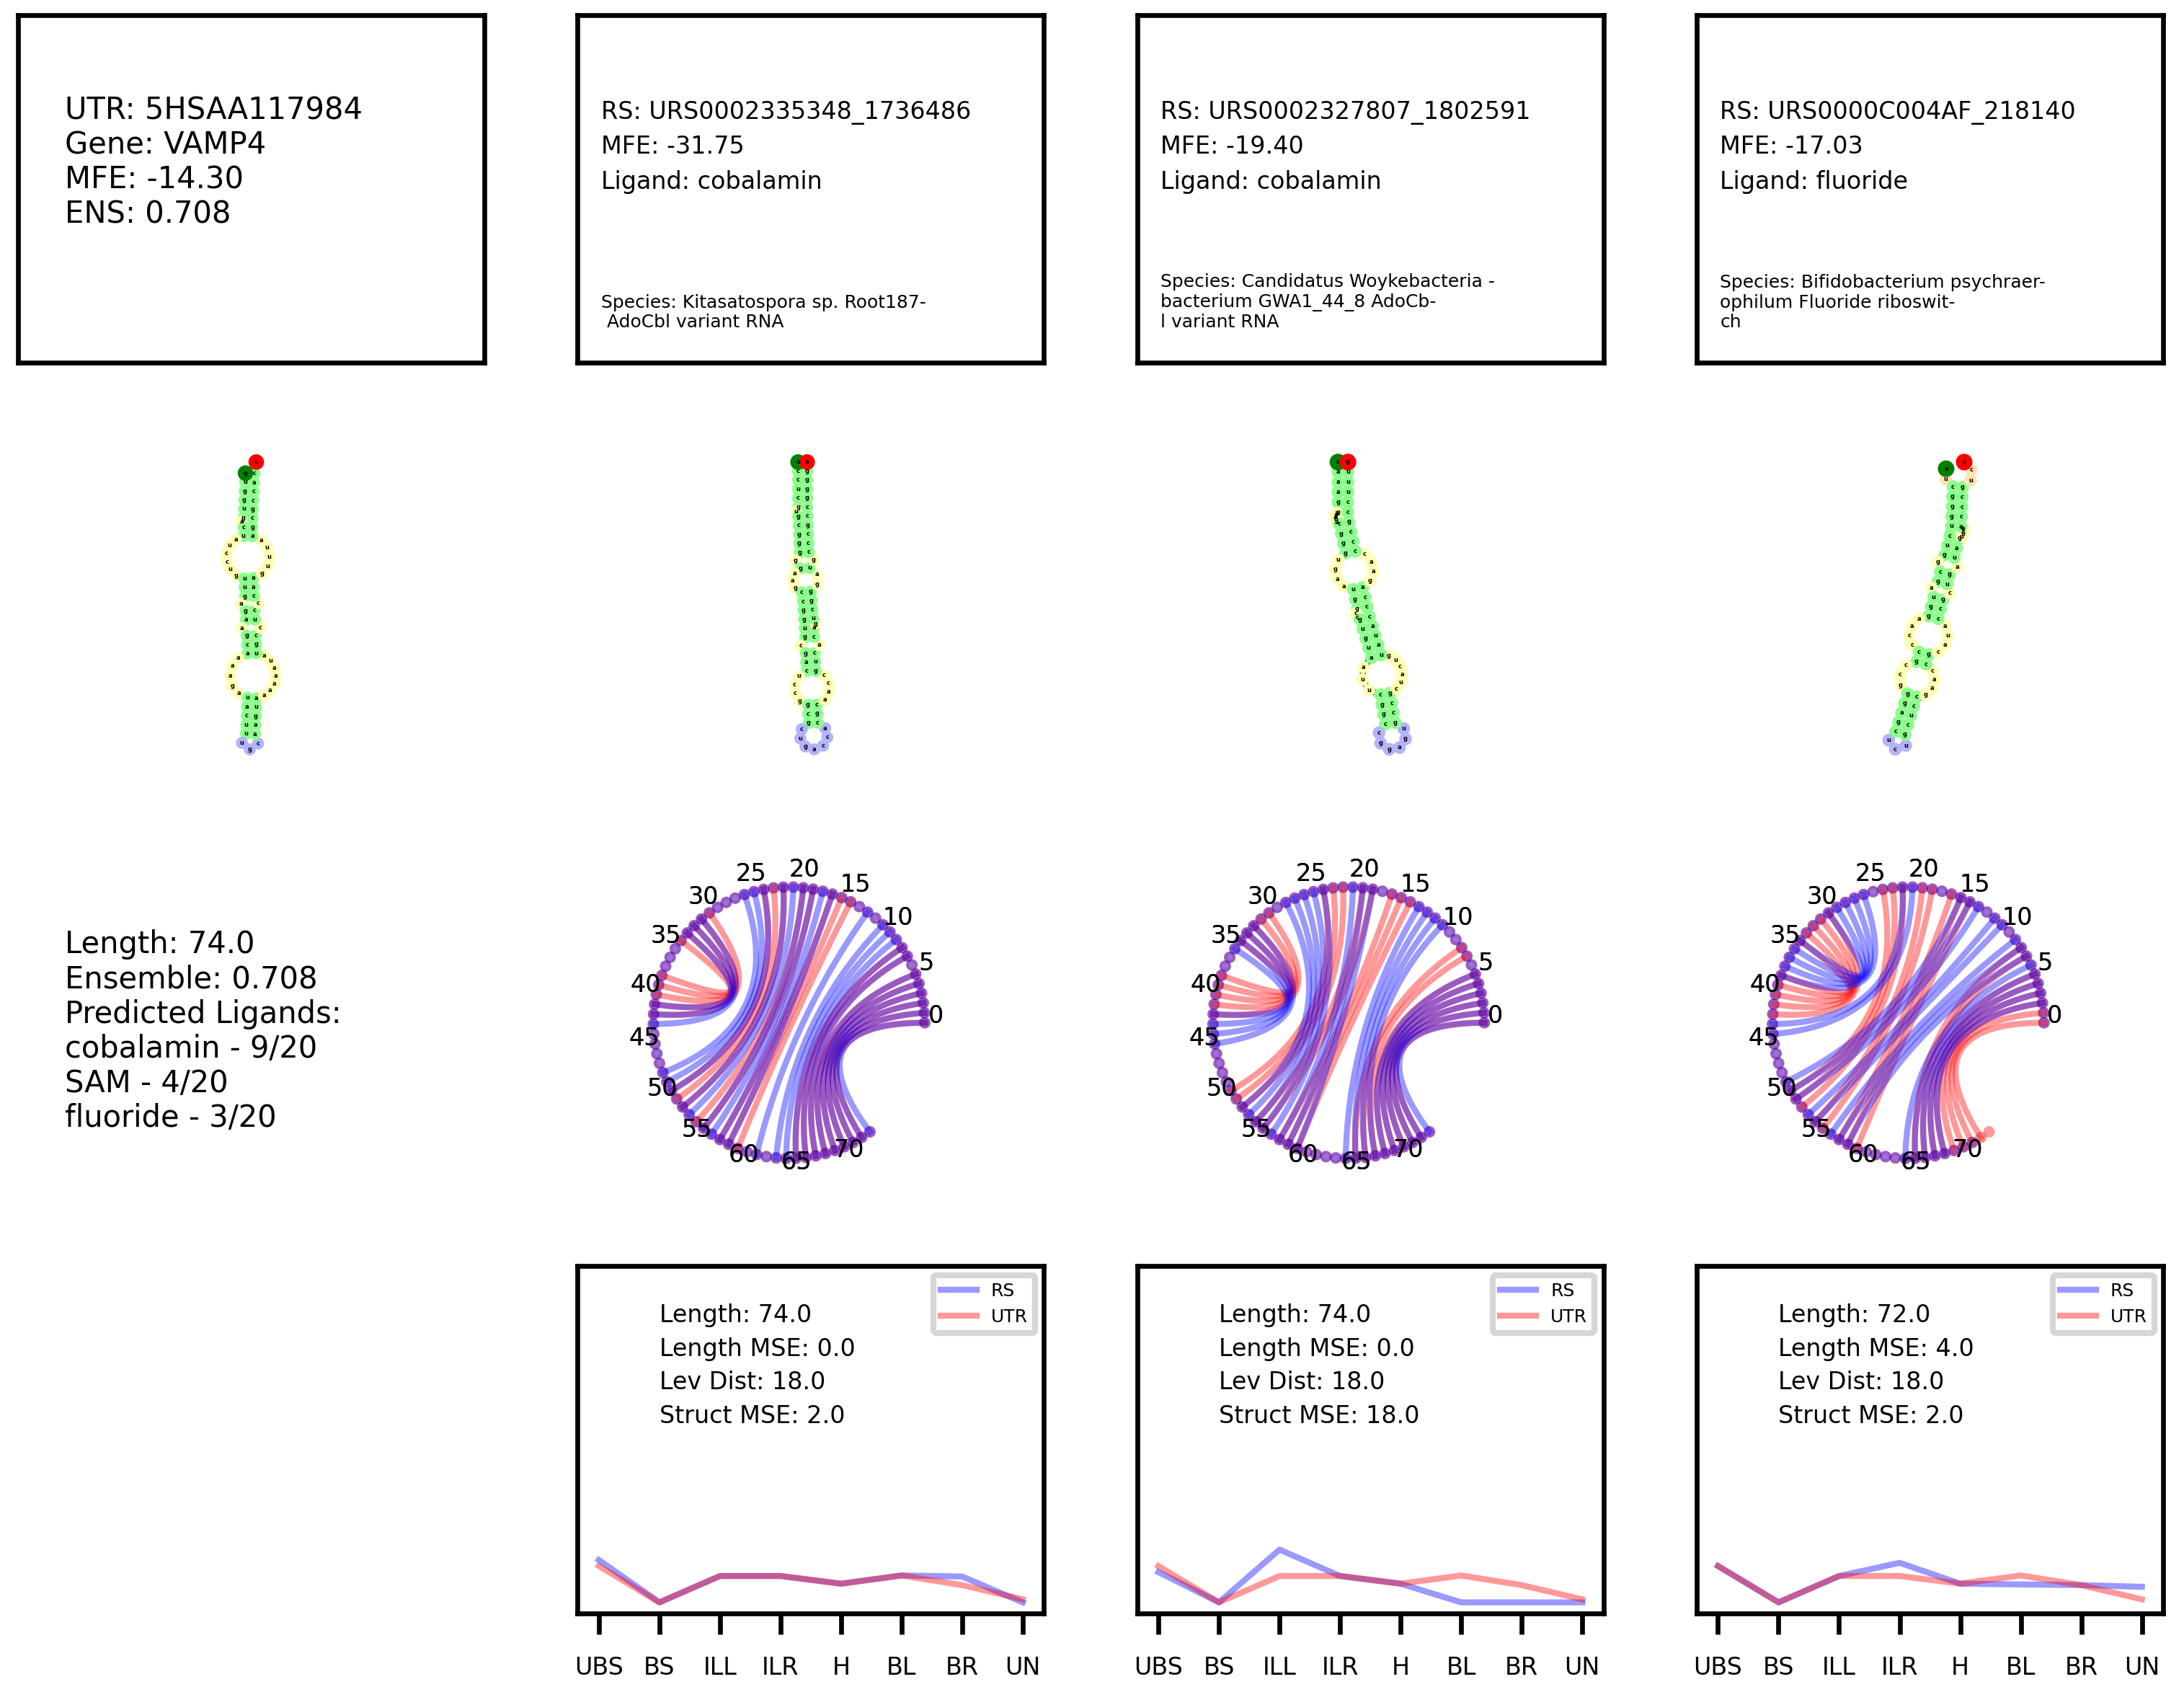 UTR: 5HSAA117984
Gene: VAMP4
MFE: -14.30
ENS: 0.708
RS: URS0002335348_1736486
MFE: -31.75
Ligand: cobalamin
Species: Kitasatospora sp. Root187-
AdoCbl variant RNA
RS: URS0002327807_1802591
MFE: -19.40
Ligand: cobalamin
Species: Candidatus Woykebacteria -
bacterium GWA1_44_8 AdoCb-
l variant RNA
RS: URS0000C004AF_218140
MFE: -17.03
Ligand: fluoride
Species: Bifidobacterium psychraer-
ophilum Fluoride riboswit-
ch
Length: 74.0
Ensemble: 0.708
Predicted Ligands:
cobalamin - 9/20
SAM - 4/20
fluoride - 3/20
0
5
10
15
20
25
30
35
40
45
50
55
60
65
70
0
5
10
15
20
25
30
35
40
45
50
55
60
65
70
0
5
10
15
20
25
30
35
40
45
50
55
60
65
70
RS
UTR
Length: 74.0
Length MSE: 0.0
Lev Dist: 18.0
Struct MSE: 2.0
UBS BS ILL ILR H BL BR UN
RS
UTR
Length: 74.0
Length MSE: 0.0
Lev Dist: 18.0
Struct MSE: 18.0
UBS BS ILL ILR H BL BR UN
RS
UTR
Length: 72.0
Length MSE: 4.0
Lev Dist: 18.0
Struct MSE: 2.0
UBS BS ILL ILR H BL BR UN